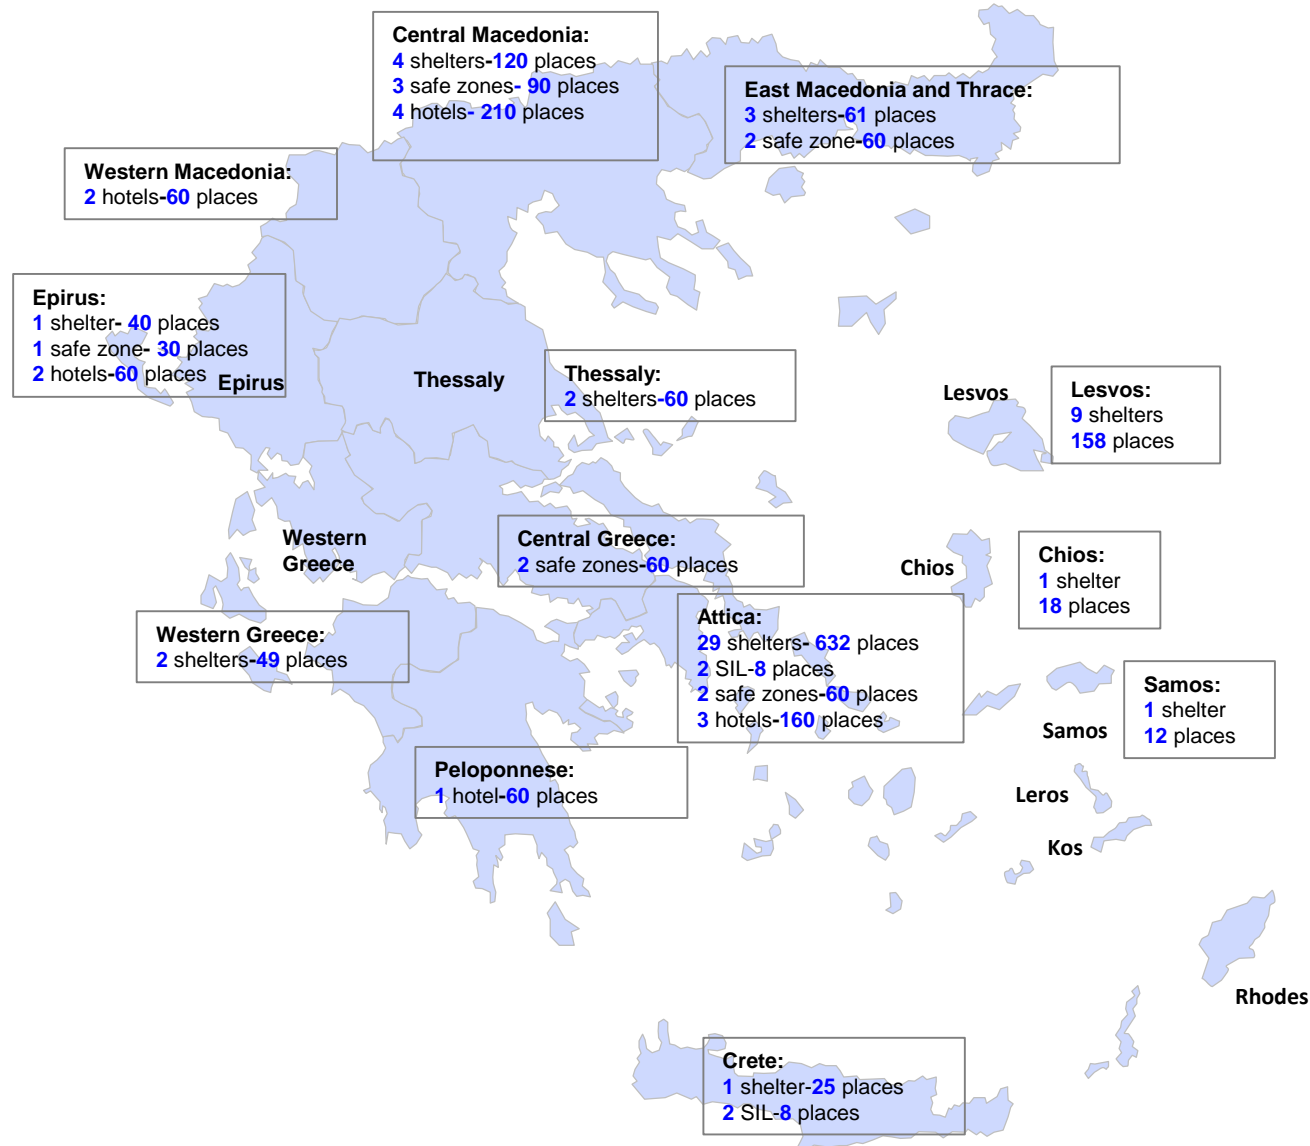 Central Macedonia:
4 shelters-120 places
3 safe zones- 90 places
4 hotels- 210 places
East Macedonia and Thrace:
3 shelters-61 places
2 safe zone-60 places
Western Macedonia:
2 hotels-60 places
Epirus:
1 shelter- 40 places
1 safe zone- 30 places
2 hotels-60 places
Epirus
Thessaly
Thessaly:
2 shelters-60 places
Lesvos
Lesvos:
9 shelters
158 places
Western
Greece
Central Greece:
2 safe zones-60 places
Chios
Chios:
1 shelter
18 places
Western Greece:
2 shelters-49 places
Attica:
29 shelters- 632 places
2 SIL-8 places
2 safe zones-60 places
3 hotels-160 places
Samos
Samos:
1 shelter
12 places
Peloponnese:
1 hotel-60 places
Leros
Kos
Rhodes
Crete:
1 shelter-25 places
2 SIL-8 places